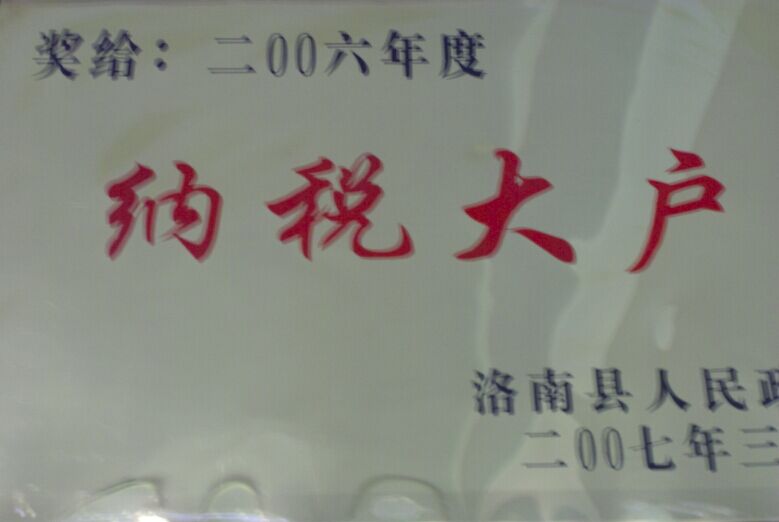 奖给：二00六年度
纳税大户
洛南县人民政
二00七年三